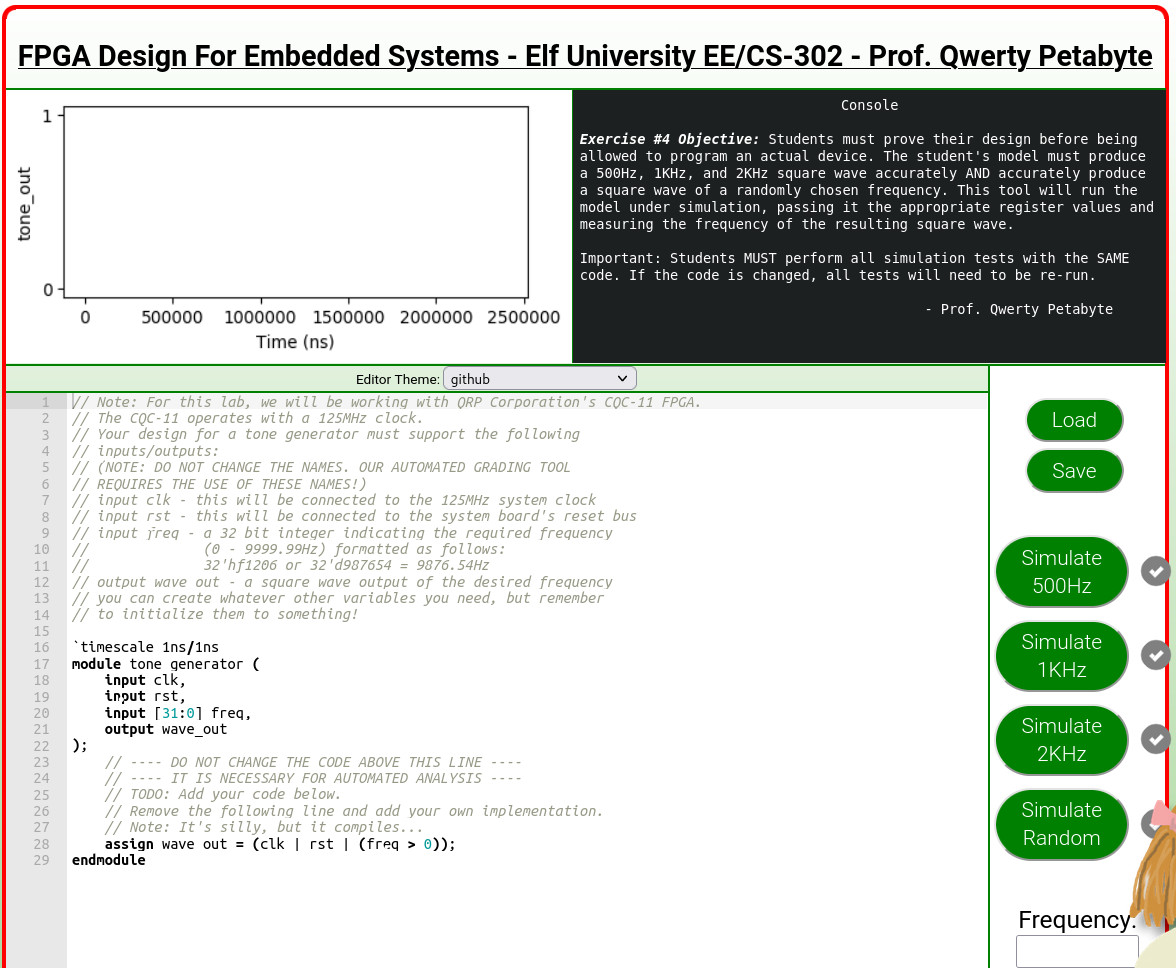 FPGA Design For Embedded Systems - Elf University EE/CS-302 - Prof. Qwerty Petabyte
1
tone_out
0
0 500000 1000000 1500000 2000000 2500000
Time (ns)
Console
Exercise #4 Objective: Students must prove their design before being
allowed to program an actual device. The student's model must produce
a 500Hz, 1KHz, and 2KHz square wave accurately AND accurately produce
a square wave of a randomly chosen frequency. This tool will run the
model under simulation, passing it the appropriate register values and
measuring the frequency of the resulting square wave.
Important: Students MUST perform all simulation tests with the SAME
code. If the code is changed, all tests will need to be re-run.
- Prof. Qwerty Petabyte
Editor Theme: github
1 // Note: For this lab, we will be working with QRP Corporation's CQC-11 FPGA.
2 // The CQC-11 operates with a 125MHz clock.
3 // Your design for a tone generator must support the following
4 // inputs/outputs:
5 // (NOTE: DO NOT CHANGE THE NAMES. OUR AUTOMATED GRADING TOOL
6 // REQUIRES THE USE OF THESE NAMES!)
7 // input clk - this will be connected to the 125MHz system clock
8 // input rst - this will be connected to the system board's reset bus
9 // input freq - a 32 bit integer indicating the required frequency
10 // (0 - 9999.99Hz) formatted as follows:
11 // 32'hf1206 or 32'd987654 = 9876.54Hz
12 // output wave out - a square wave output of the desired frequency
13 // you can create whatever other variables you need, but remember
14 // to initialize them to something!
15
16 `timescale 1ns/1ns
17 module tone generator (
18 input clk,
19 input rst,
20 input [31:0] freq,
21 output wave_out
22 );
23 // ---- DO NOT CHANGE THE CODE ABOVE THIS LINE ----
24 // ---- IT IS NECESSARY FOR AUTOMATED ANALYSIS ----
25 // TODO: Add your code below.
26 // Remove the following line and add your own implementation.
27 // Note: It's silly, but it compiles...
28 assign wave out = (clk | rst | (freq > 0));
29 endmodule
Load
Save
Simulate
500Hz
Simulate
1KHz
Simulate
2KHz
Simulate
Random
Frequency: